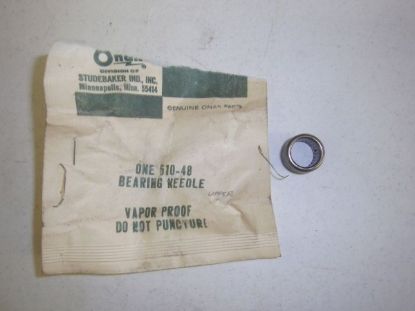 Onan
DIVISION OF
STUDEBAKER IND., INC.
Minneapolis, Minn. 55414
GENUINE ONAN PARTS
ONE 510-48
BEARING NEEDLE
UPPER
VAPOR PROOF
DO NOT PUNCTURE